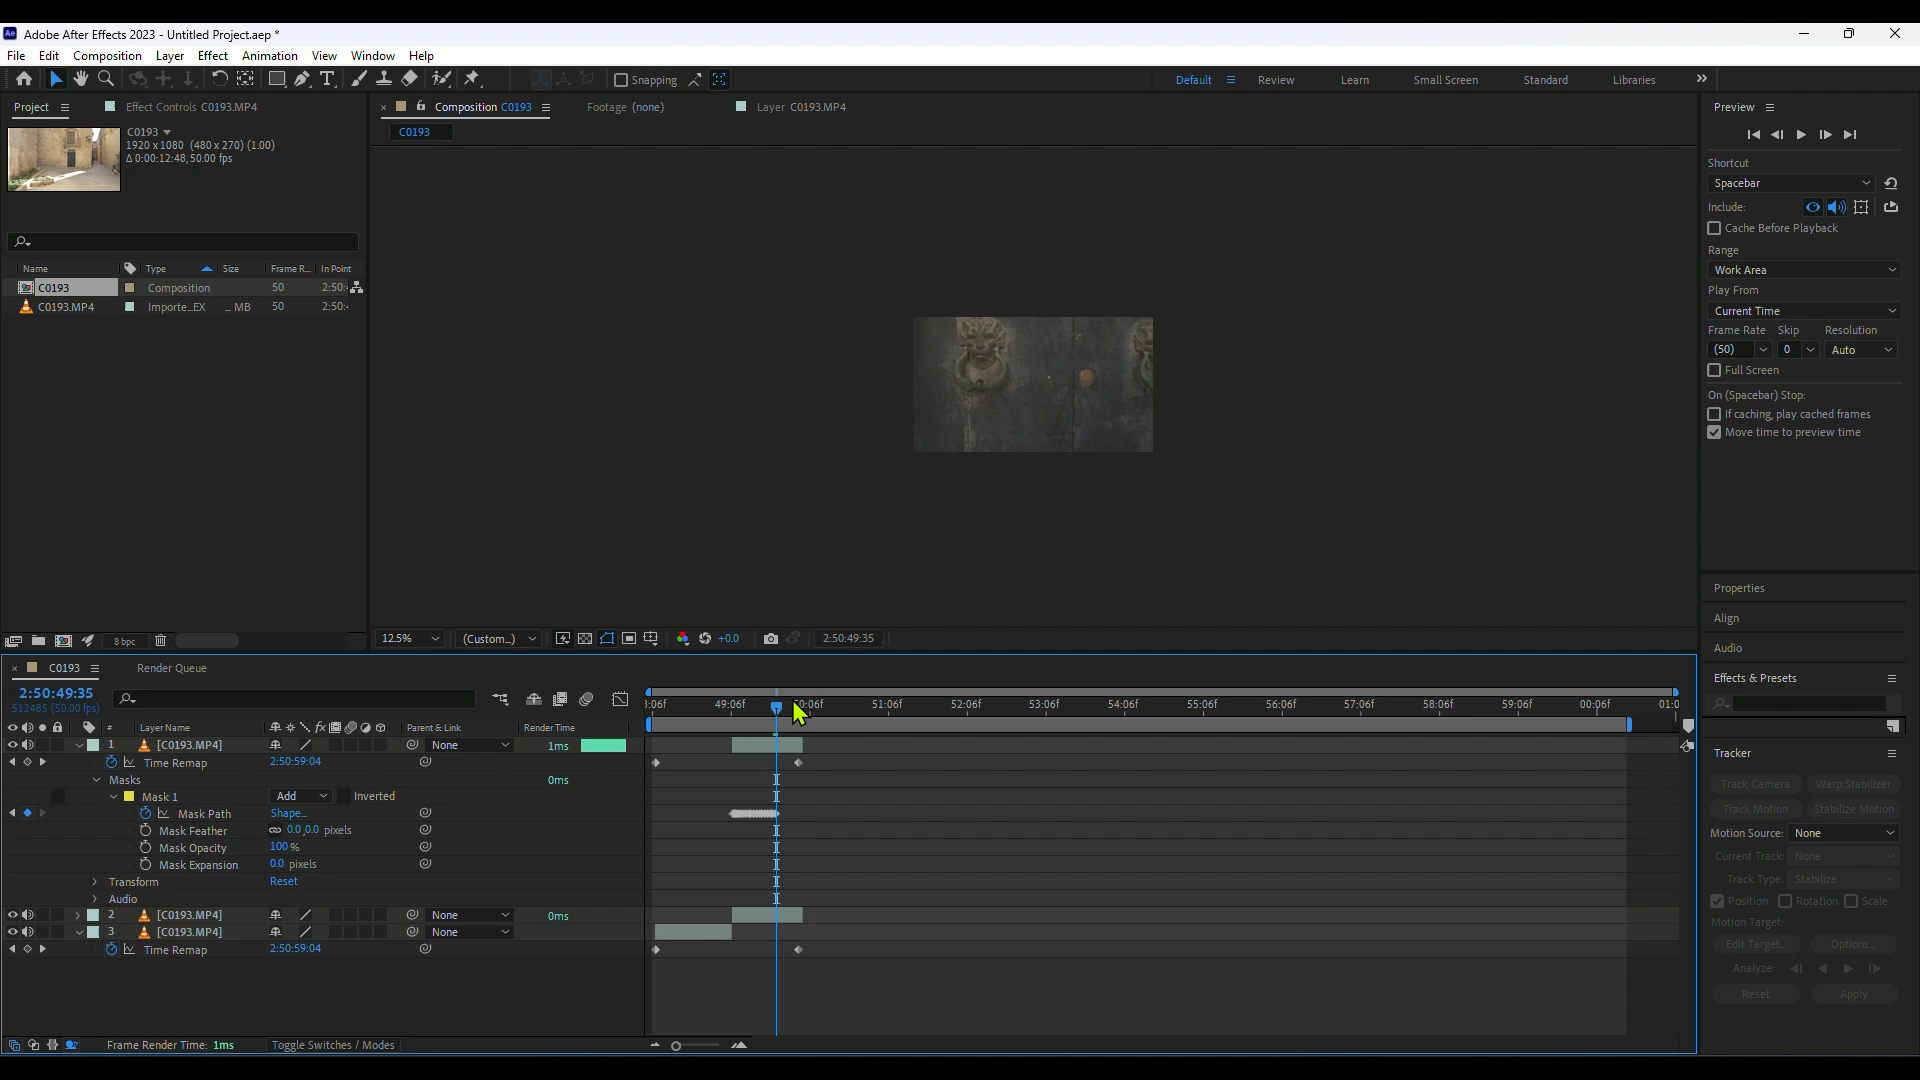 Adobe After Effects 2023 - Untitled Project.aep *
File Edit Composition Layer Effect Animation View Window Help
Snapping
Default Review Learn Small Screen Standard Libraries
Project Effect Controls C0193.MP4
C0193
1920 x 1080 (480 x 270) (1.00)
Δ 0:00:12:48, 50.00 fps
Name Type Size Frame R... In Point
C0193 Composition 50 2:50:
C0193.MP4 Importe...EX ... MB 50 2:50:
8 bpc
Composition C0193 Footage (none) Layer C0193.MP4
C0193
12.5% (Custom...) +0.0 2:50:49:35
Preview
Shortcut
Spacebar
Include:
Cache Before Playback
Range
Work Area
Play From
Current Time
Frame Rate Skip Resolution
(50) 0 Auto
Full Screen
On (Spacebar) Stop:
If caching, play cached frames
Move time to preview time
Properties
Align
Audio
Effects & Presets
Tracker
Track Camera Warp Stabilizer
Track Motion Stabilize Motion
Motion Source: None
Current Track: None
Track Type: Stabilize
Position Rotation Scale
Motion Target:
Edit Target... Options...
Analyze:
Reset Apply
C0193 Render Queue
2:50:49:35
512485 (50.00 fps)
:06f 49:06f 0:06f 51:06f 52:06f 53:06f 54:06f 55:06f 56:06f 57:06f 58:06f 59:06f 00:06f 01:0
# Layer Name fx Parent & Link Render Time
1 [C0193.MP4] None 1ms
Time Remap 2:50:59:04
Masks 0ms
Mask 1 Add Inverted
Mask Path Shape...
Mask Feather 0.0,0.0 pixels
Mask Opacity 100 %
Mask Expansion 0.0 pixels
Transform Reset
Audio
2 [C0193.MP4] None 0ms
3 [C0193.MP4] None
Time Remap 2:50:59:04
Frame Render Time: 1ms Toggle Switches / Modes